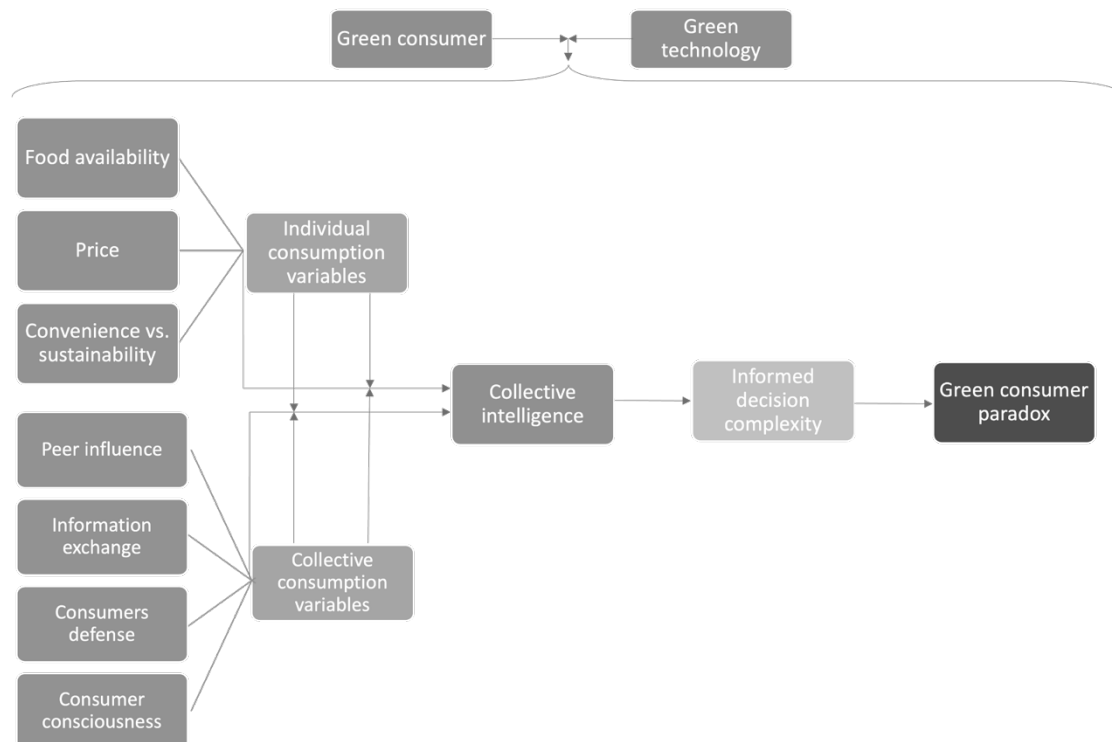 Green consumer
Green
technology
Food availability
Price
Convenience vs.
sustainability
Individual
consumption
variables
Collective
intelligence
Informed
decision
complexity
Green consumer
paradox
Peer influence
Information
exchange
Consumers
defense
Consumer
consciousness
Collective
consumption
variables